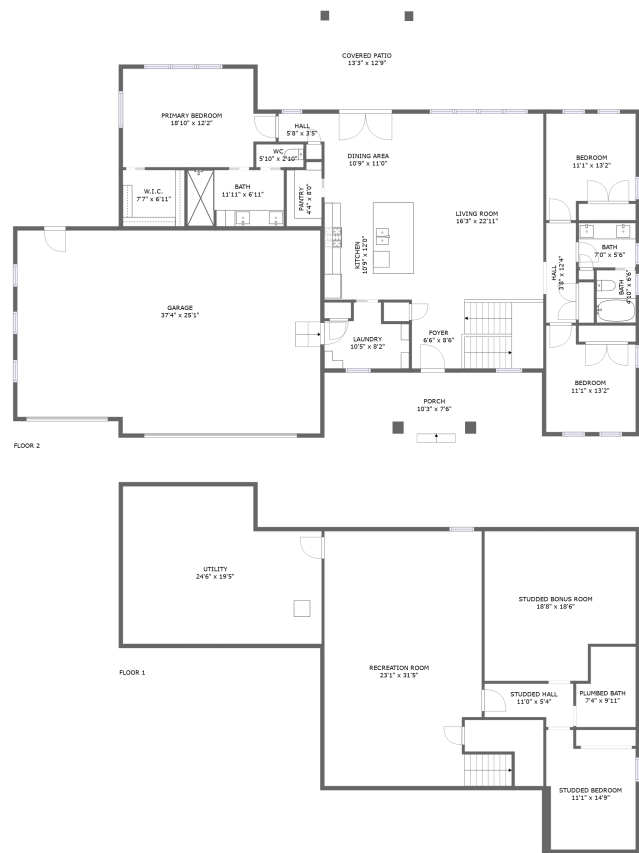 COVERED PATIO
13'3" x 12'9"
PRIMARY BEDROOM
18'10" x 12'2"
HALL
5'8" x 3'5"
WC
5'10" x 2'10"
DINING AREA
10'9" x 11'0"
BEDROOM
11'1" x 13'2"
W.I.C.
7'7" x 6'11"
BATH
11'11" x 6'11"
PANTRY
4'4" x 8'0"
LIVING ROOM
16'3" x 22'11"
KITCHEN
10'9" x 12'0"
HALL
3'8" x 12'4"
BATH
7'0" x 5'6"
BATH
4'10" x 6'6"
GARAGE
37'4" x 25'1"
LAUNDRY
10'5" x 8'2"
FOYER
6'6" x 8'6"
BEDROOM
11'1" x 13'2"
PORCH
10'3" x 7'6"
FLOOR 2
UTILITY
24'6" x 19'5"
STUDDED BONUS ROOM
18'8" x 18'6"
RECREATION ROOM
23'1" x 31'5"
STUDDED HALL
11'0" x 5'4"
PLUMBED BATH
7'4" x 9'11"
STUDDED BEDROOM
11'1" x 14'9"
FLOOR 1